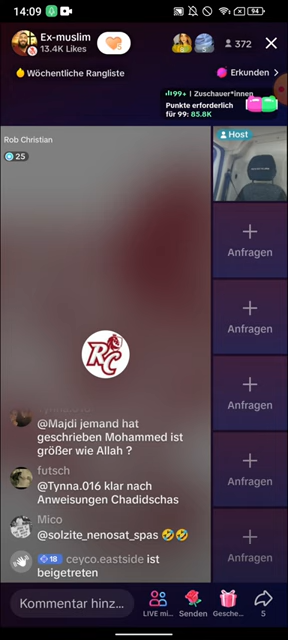 14:09
94
Ex-muslim
13.4K Likes
5
372
Wöchentliche Rangliste
Erkunden
99+ | Zuschauer*innen
Punkte erforderlich
für 99: 85.8K
Rob Christian
25
Host
Anfragen
Anfragen
Anfragen
Anfragen
Anfragen
RC
@Majdi jemand hat
geschrieben Mohammed ist
größer wie Allah ?
futsch
@Tynna.016 klar nach
Anweisungen Chadidschas
Mico
@solzite_nenosat_spas 🤣🤣
18 ceyco.eastside ist
beigetreten
Kommentar hinz...
LIVE mi...
Senden
Gesche...
5